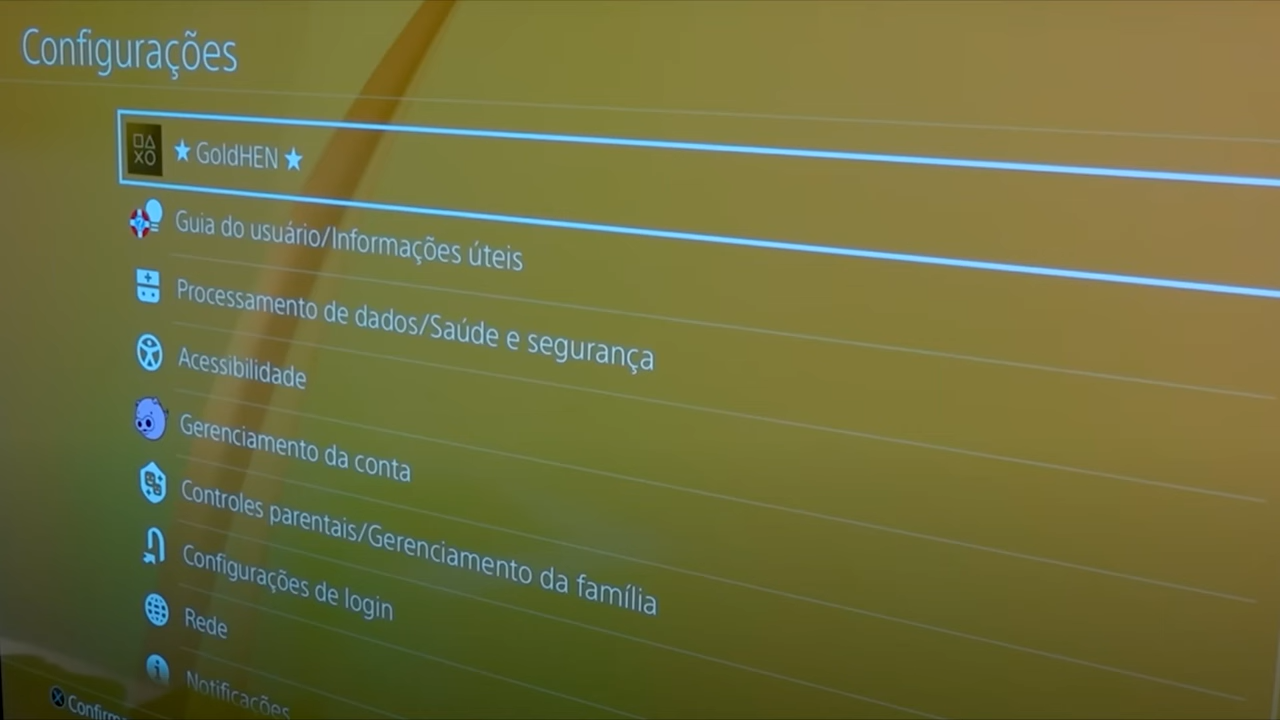 Configurações
★ GoldHEN ★
Guia do usuário/Informações úteis
Processamento de dados/Saúde e segurança
Acessibilidade
Gerenciamento da conta
Controles parentais/Gerenciamento da família
Configurações de login
Rede
Notificações